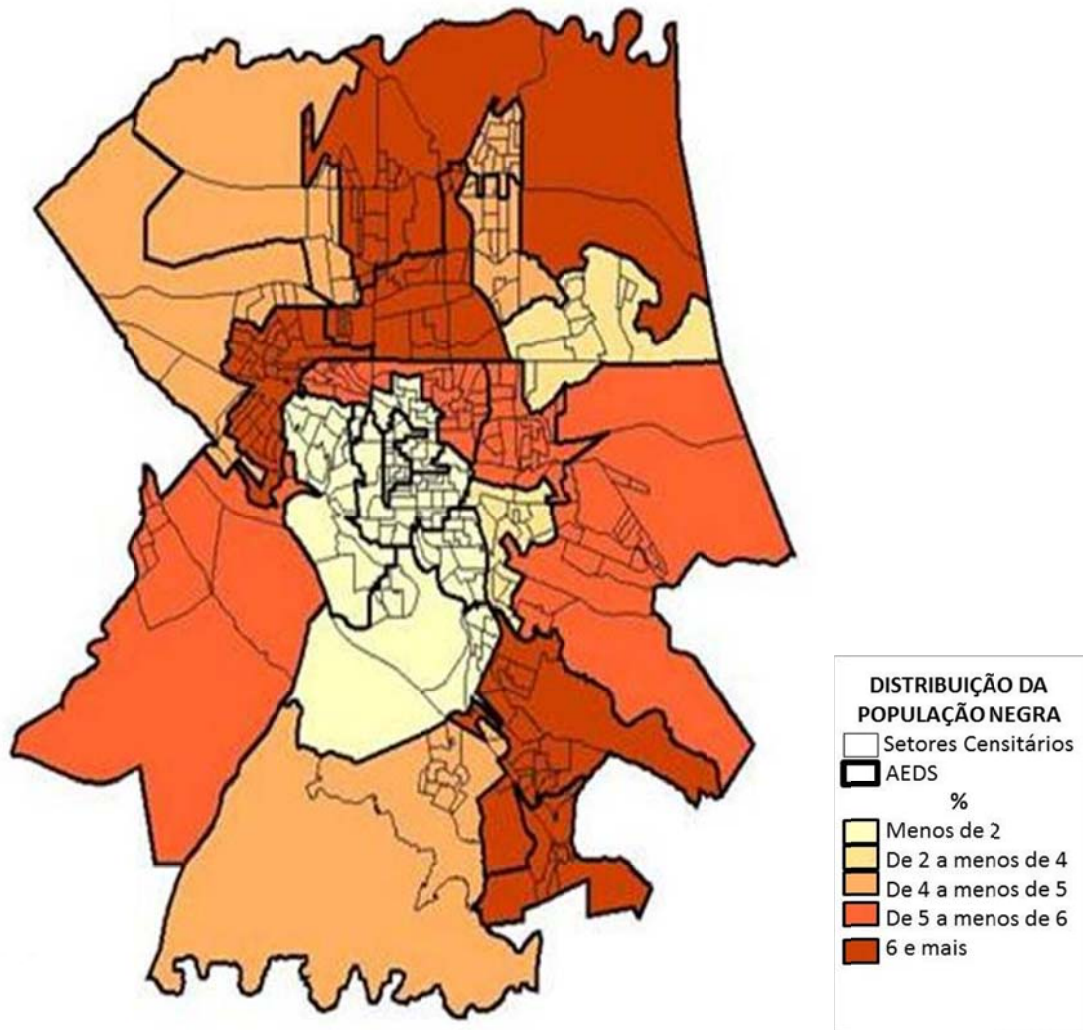 DISTRIBUIÇÃO DA
POPULAÇÃO NEGRA
Setores Censitários
AEDS
%
Menos de 2
De 2 a menos de 4
De 4 a menos de 5
De 5 a menos de 6
6 e mais